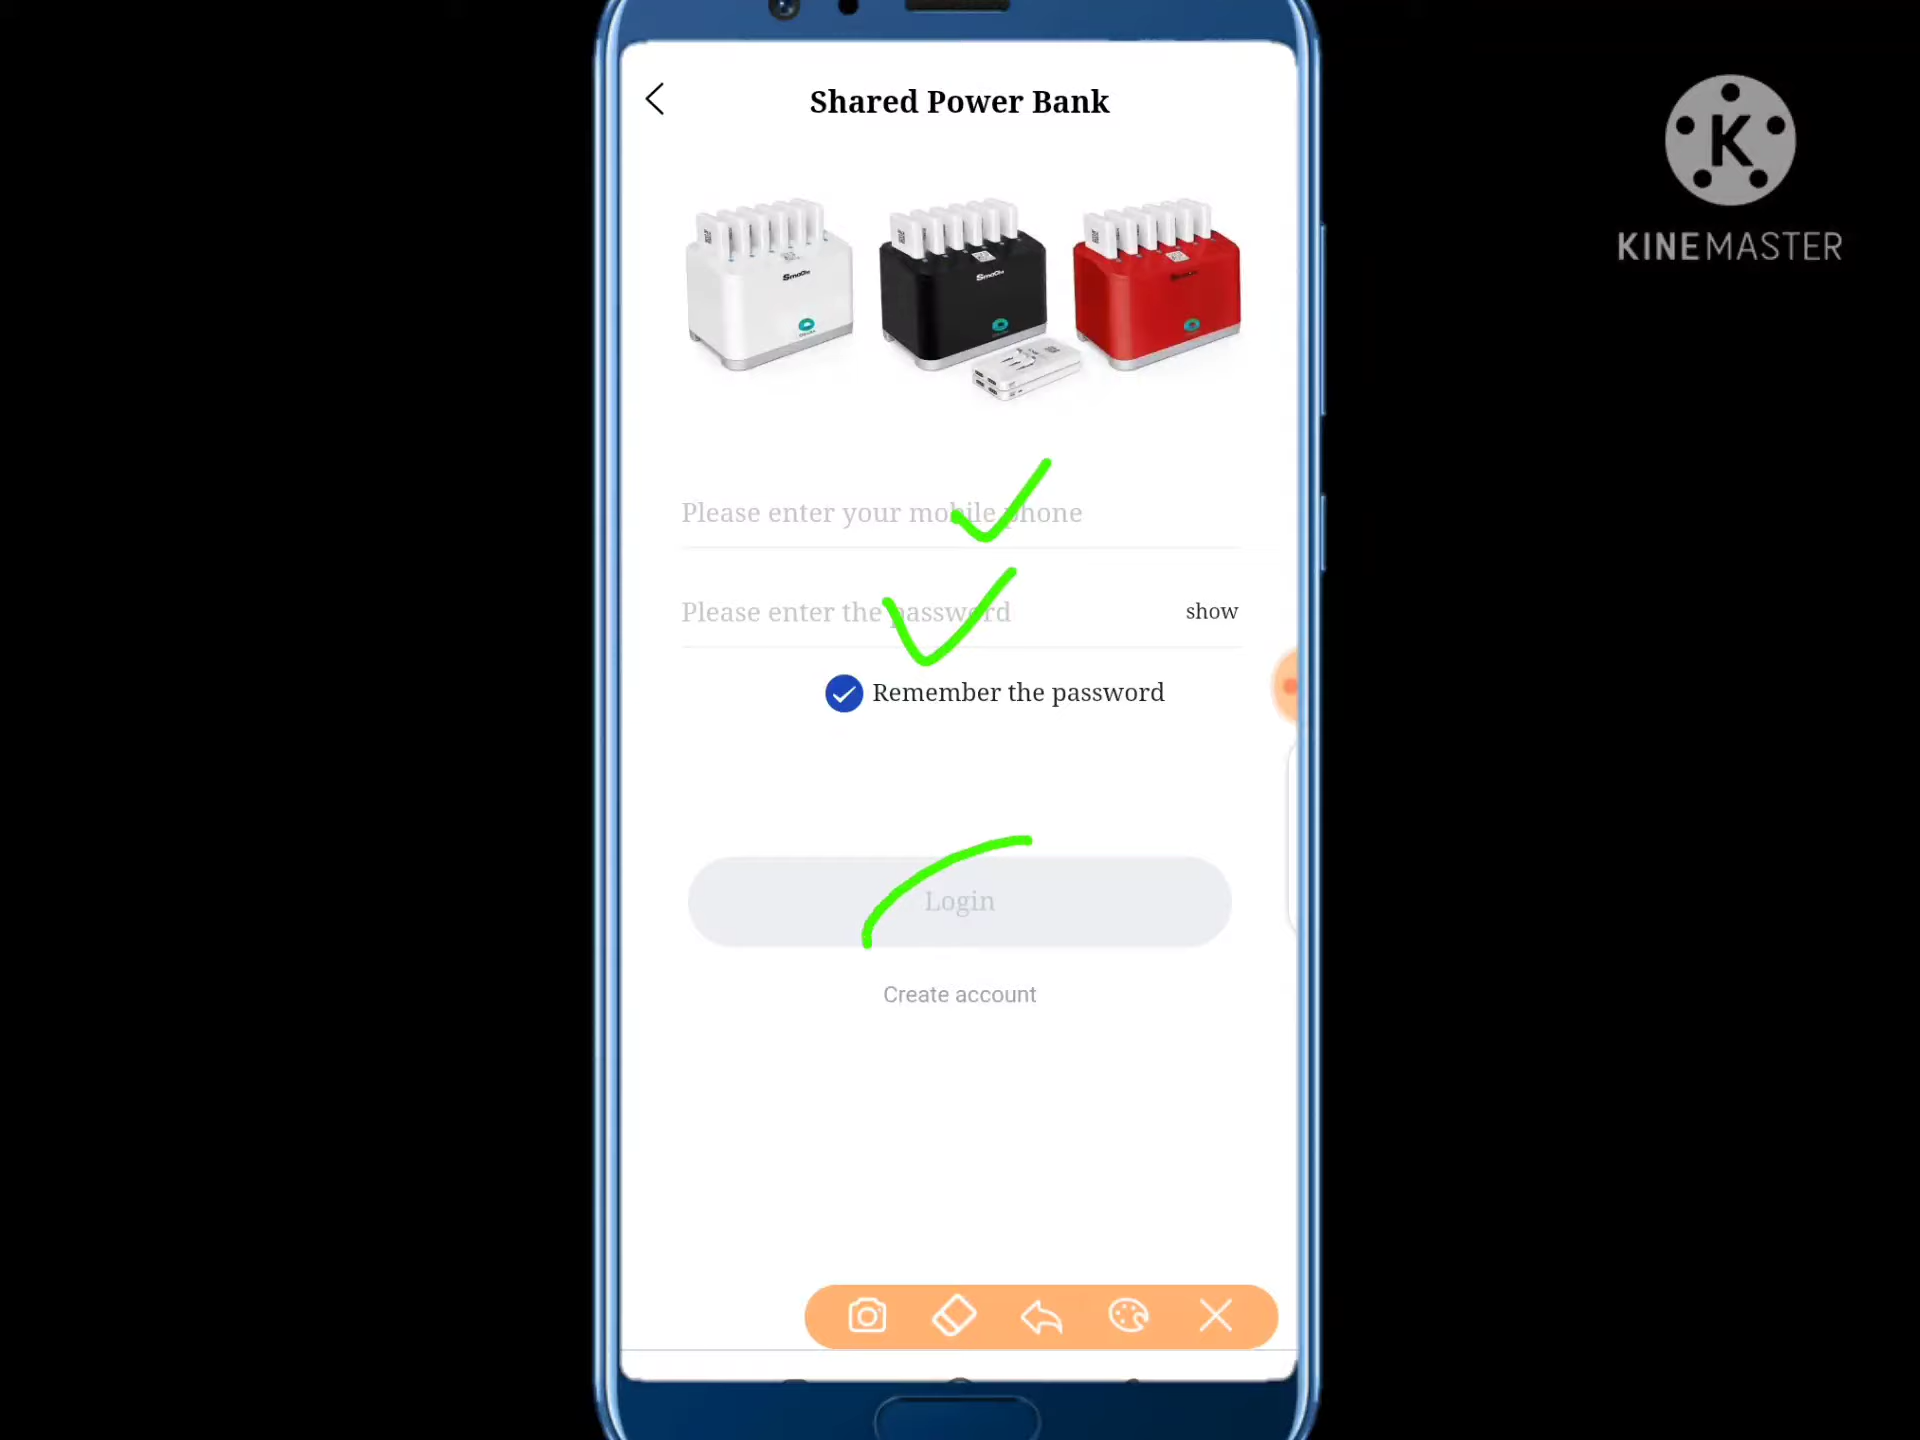 Shared Power Bank
KINEMASTER
Please enter your mobile phone
Please enter the password
show
Remember the password
Login
Create account